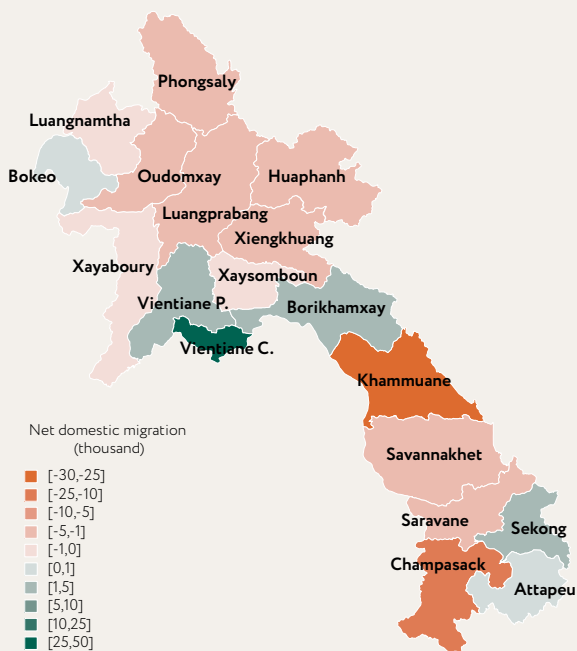 Phongsaly
Luangnamtha
Bokeo
Oudomxay
Huaphanh
Luangprabang
Xiengkhuang
Xayaboury
Xaysomboun
Vientiane P.
Borikhamxay
Vientiane C.
Khammuane
Savannakhet
Saravane
Sekong
Champasack
Attapeu
Net domestic migration
(thousand)
[-30,-25]
[-25,-10]
[-10,-5]
[-5,-1]
[-1,0]
[0,1]
[1,5]
[5,10]
[10,25]
[25,50]